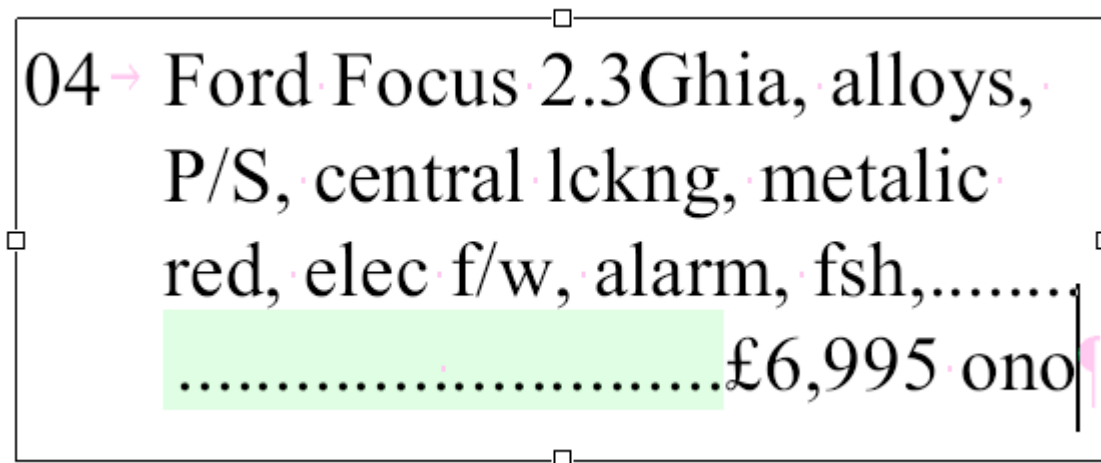 04 Ford Focus 2.3Ghia, alloys,
P/S, central lckng, metalic
red, elec f/w, alarm, fsh,........
............................£6,995 ono